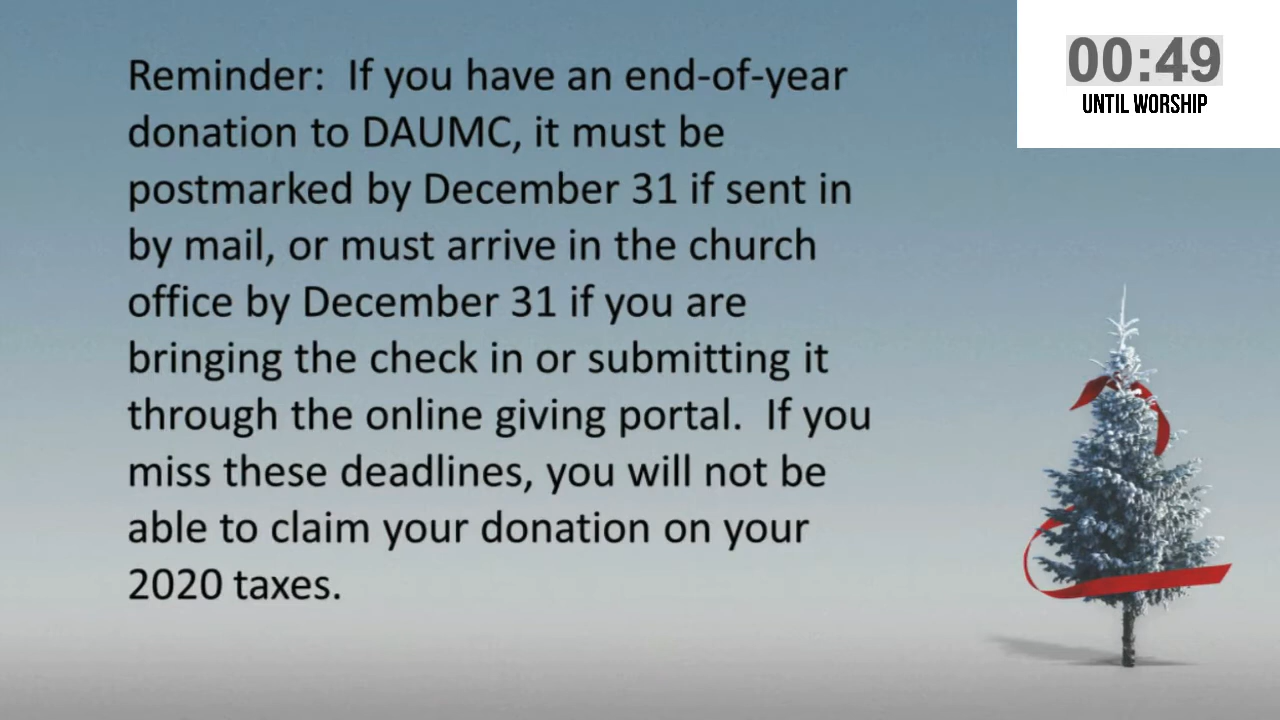 Reminder:  If you have an end-of-year
donation to DAUMC, it must be
postmarked by December 31 if sent in
by mail, or must arrive in the church
office by December 31 if you are
bringing the check in or submitting it
through the online giving portal.  If you
miss these deadlines, you will not be
able to claim your donation on your
2020 taxes.
00:49
UNTIL WORSHIP